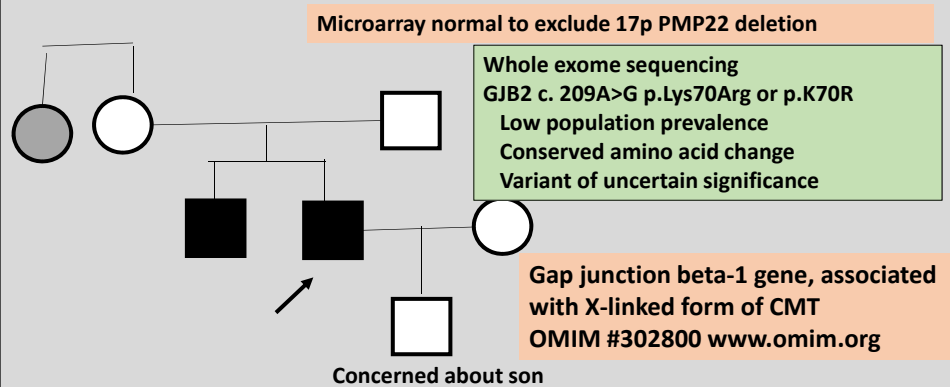 Microarray normal to exclude 17p PMP22 deletion
Whole exome sequencing
GJB2 c. 209A>G p.Lys70Arg or p.K70R
Low population prevalence
Conserved amino acid change
Variant of uncertain significance
Gap junction beta-1 gene, associated
with X-linked form of CMT
OMIM #302800 www.omim.org
Concerned about son